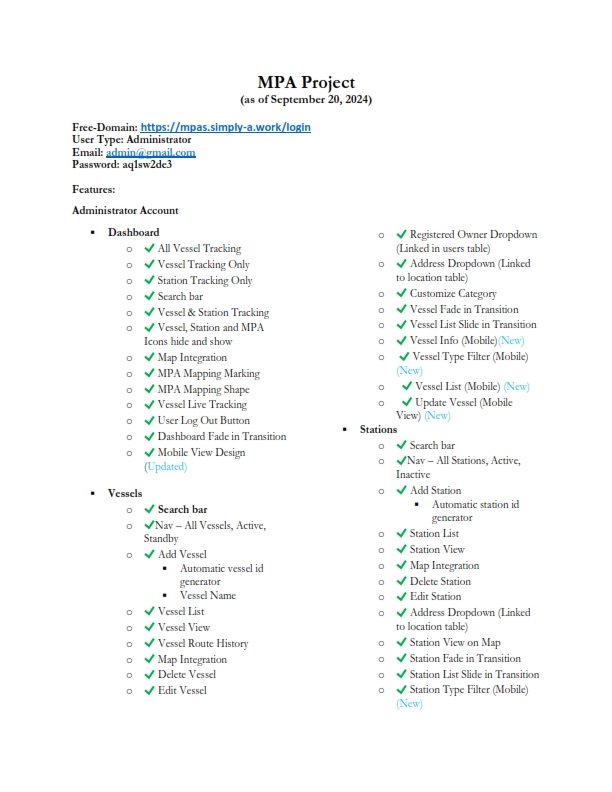 MPA Project
(as of September 20, 2024)
Free-Domain: https://mpas.simply-a.work/login
User Type: Administrator
Email: admin@gmail.com
Password: aq1sw2de3
Features:
Administrator Account
▪ Dashboard
o ✔ All Vessel Tracking
o ✔ Vessel Tracking Only
o ✔ Station Tracking Only
o ✔ Search bar
o ✔ Vessel & Station Tracking
o ✔ Vessel, Station and MPA
Icons hide and show
o ✔ Map Integration
o ✔ MPA Mapping Marking
o ✔ MPA Mapping Shape
o ✔ Vessel Live Tracking
o ✔ User Log Out Button
o ✔ Dashboard Fade in Transition
o ✔ Mobile View Design
(Updated)
▪ Vessels
o ✔ Search bar
o ✔Nav – All Vessels, Active,
Standby
o ✔ Add Vessel
▪ Automatic vessel id
generator
▪ Vessel Name
o ✔ Vessel List
o ✔ Vessel View
o ✔ Vessel Route History
o ✔ Map Integration
o ✔ Delete Vessel
o ✔ Edit Vessel
o ✔ Registered Owner Dropdown
(Linked in users table)
o ✔ Address Dropdown (Linked
to location table)
o ✔ Customize Category
o ✔ Vessel Fade in Transition
o ✔ Vessel List Slide in Transition
o ✔ Vessel Info (Mobile)(New)
o ✔ Vessel Type Filter (Mobile)
(New)
o ✔ Vessel List (Mobile) (New)
o ✔ Update Vessel (Mobile
View) (New)
▪ Stations
o ✔ Search bar
o ✔Nav – All Stations, Active,
Inactive
o ✔ Add Station
▪ Automatic station id
generator
o ✔ Station List
o ✔ Station View
o ✔ Map Integration
o ✔ Delete Station
o ✔ Edit Station
o ✔ Address Dropdown (Linked
to location table)
o ✔ Station View on Map
o ✔ Station Fade in Transition
o ✔ Station List Slide in Transition
o ✔ Station Type Filter (Mobile)
(New)